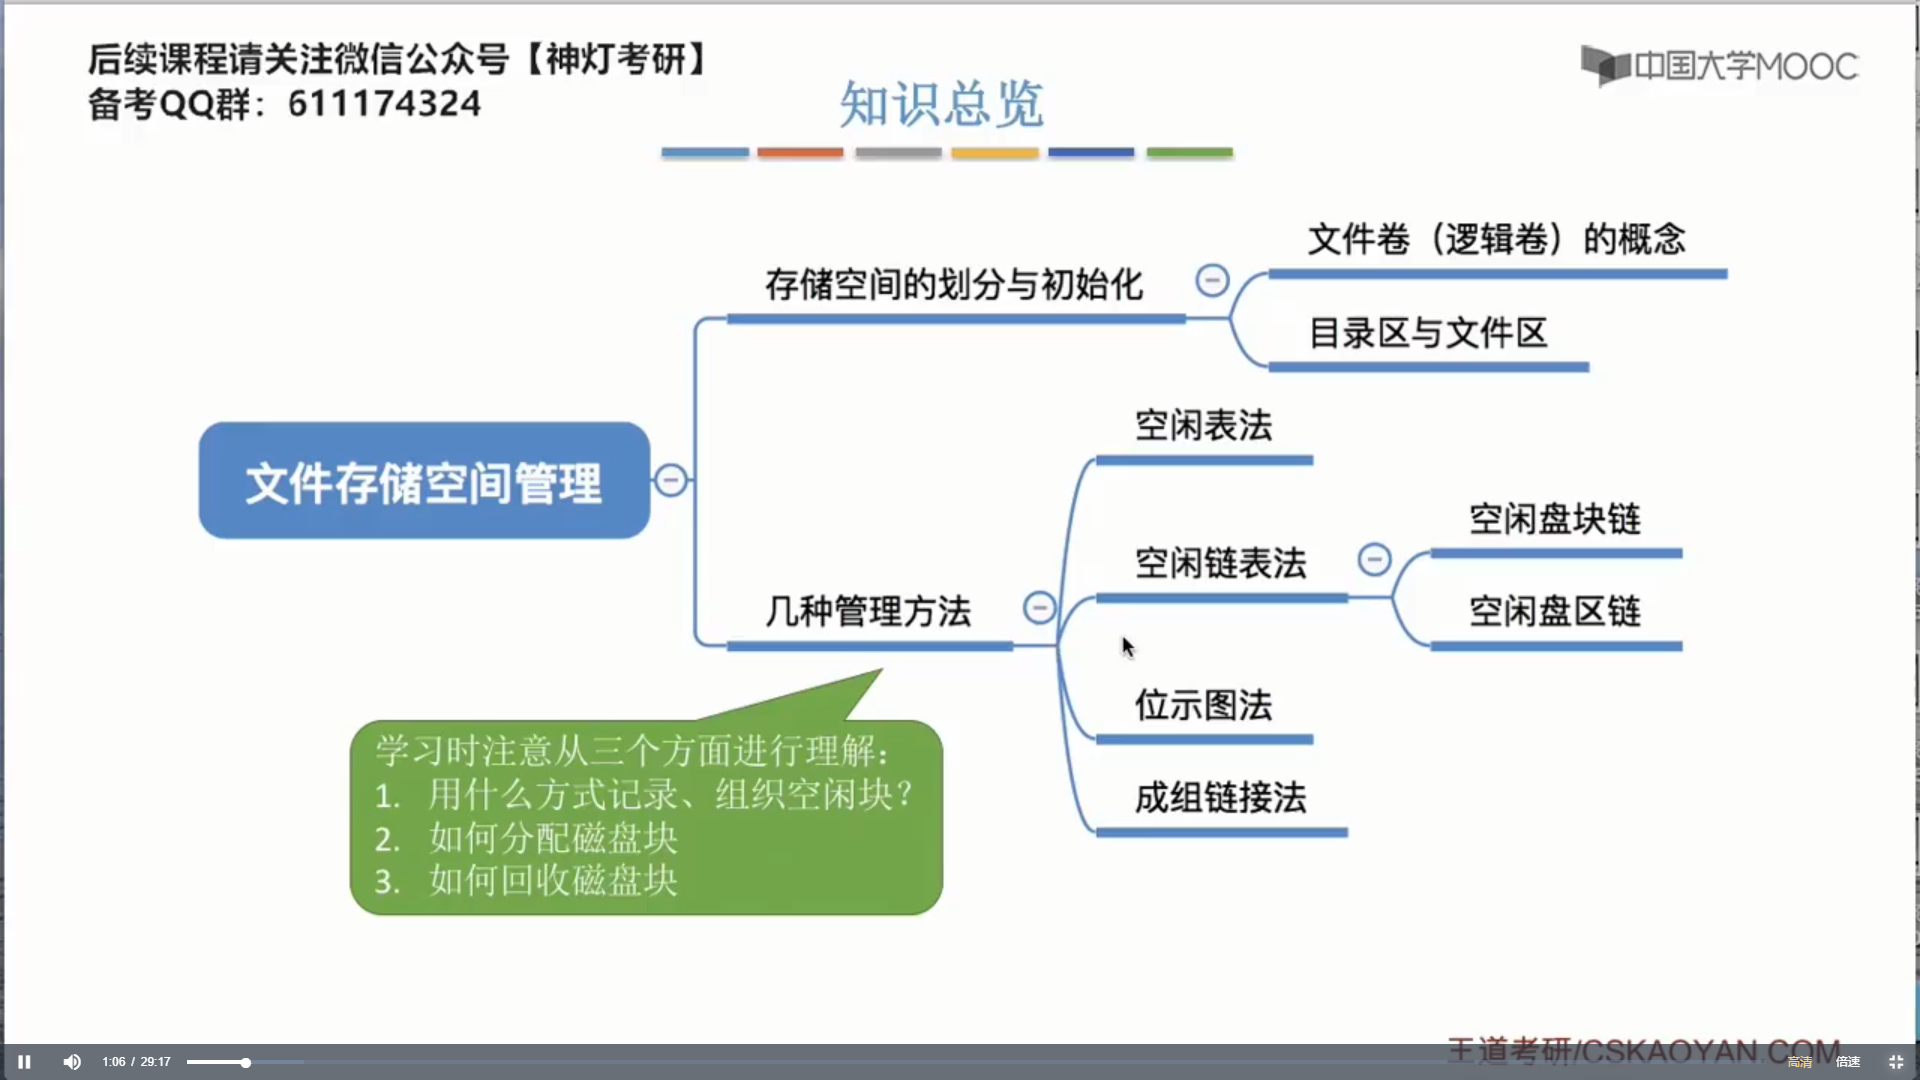 后续课程请关注微信公众号【神灯考研】
备考QQ群：611174324
中国大学MOOC
知识总览
文件存储空间管理
存储空间的划分与初始化
文件卷（逻辑卷）的概念
目录区与文件区
几种管理方法
空闲表法
空闲链表法
空闲盘块链
空闲盘区链
位示图法
成组链接法
学习时注意从三个方面进行理解：
1. 用什么方式记录、组织空闲块？
2. 如何分配磁盘块
3. 如何回收磁盘块
王道考研/CSKAOYAN.COM
1:06 / 29:17
高清
倍速